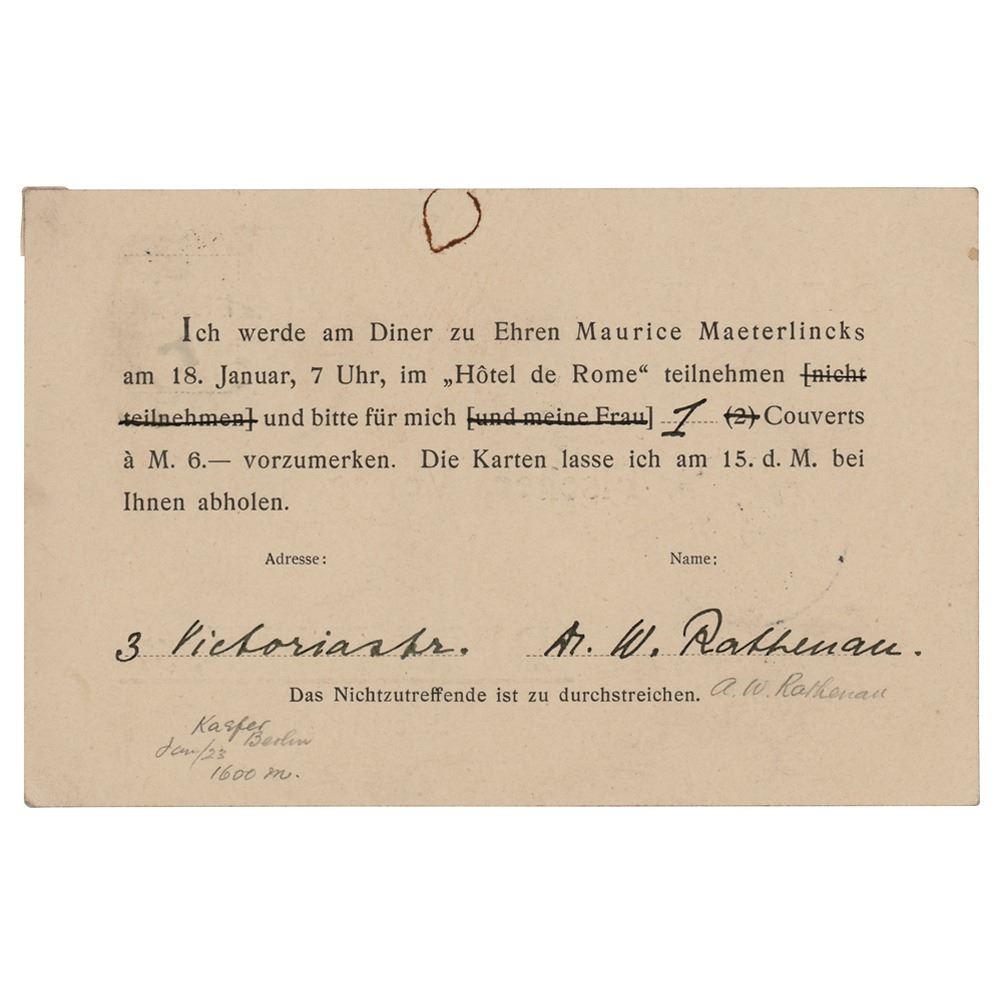 Ich werde am Diner zu Ehren Maurice Maeterlincks
am 18. Januar, 7 Uhr, im „Hôtel de Rome“ teilnehmen [nicht
teilnehmen] und bitte für mich [und meine Frau] 1 (2) Couverts
à M. 6.— vorzumerken. Die Karten lasse ich am 15. d. M. bei
Ihnen abholen.
Adresse: Name:
3 Victoriastr. Dr. W. Rathenau.
Das Nichtzutreffende ist zu durchstreichen. A. W. Rathenau
Berlin
Jan/23
1600 m.